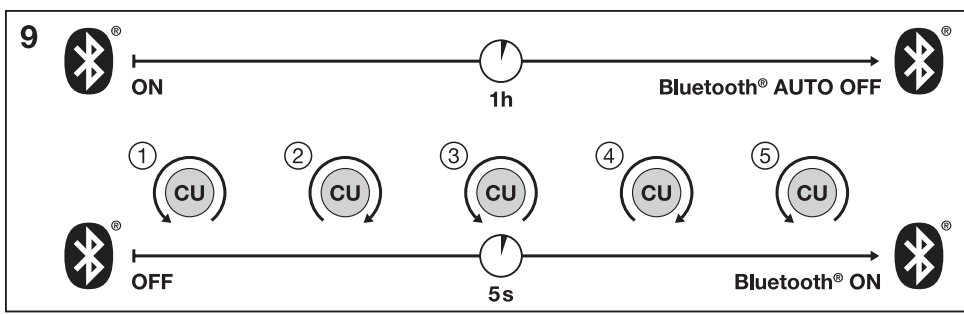 9
®
®
ON
1h
Bluetooth® AUTO OFF
① ② ③ ④ ⑤
CU CU CU CU CU
®
®
OFF
5s
Bluetooth® ON